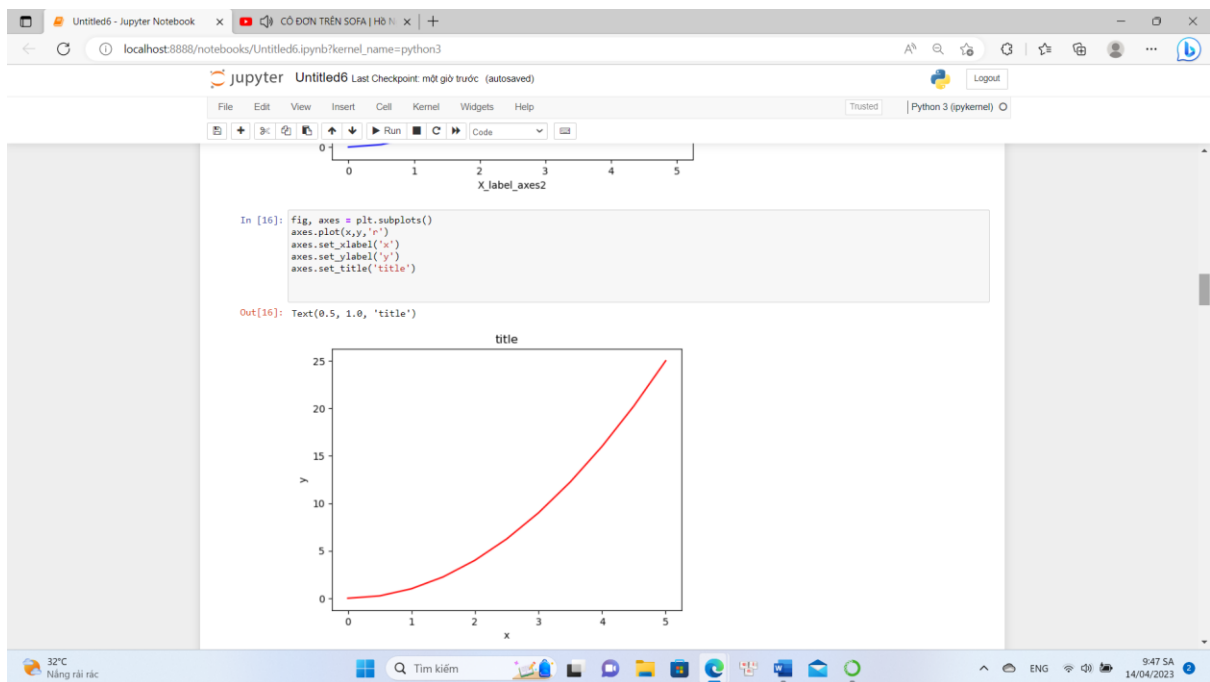 Untitled6 - Jupyter Notebook
CÔ ĐƠN TRÊN SOFA | Hồ N
localhost:8888/notebooks/Untitled6.ipynb?kernel_name=python3
jupyter Untitled6 Last Checkpoint: một giờ trước (autosaved)
Logout
File Edit View Insert Cell Kernel Widgets Help
Trusted
Python 3 (ipykernel)
Run
Code
0
0 1 2 3 4 5
X_label_axes2
In [16]: fig, axes = plt.subplots()
axes.plot(x,y,'r')
axes.set_xlabel('x')
axes.set_ylabel('y')
axes.set_title('title')
Out[16]: Text(0.5, 1.0, 'title')
title
25
20
15
y
10
5
0
0 1 2 3 4 5
x
32°C
Nắng rải rác
Tìm kiếm
ENG
9:47 SA
14/04/2023
2